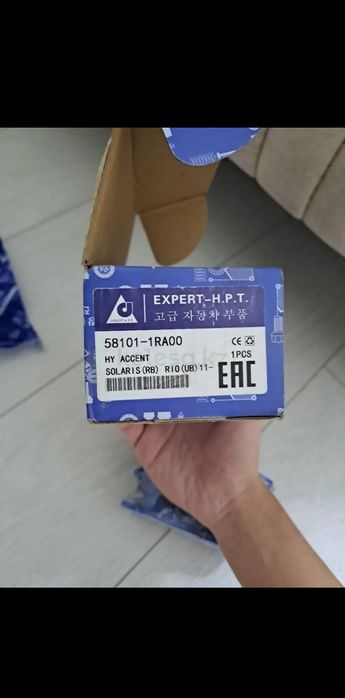 EXPERT-H.P.T.
고급 자동차 부품
58101-1RA00
HY ACCENT
1PCS
SOLARIS(RB) RIO(UB)11-
EAC